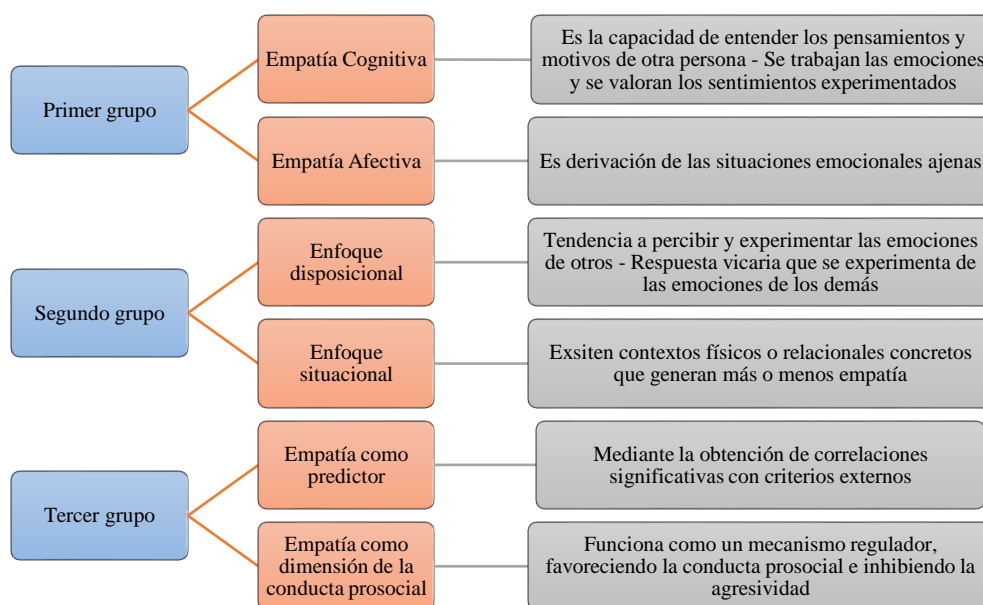 Primer grupo
Empatía Cognitiva
Es la capacidad de entender los pensamientos y
motivos de otra persona - Se trabajan las emociones
y se valoran los sentimientos experimentados
Empatía Afectiva
Es derivación de las situaciones emocionales ajenas
Segundo grupo
Enfoque
disposicional
Tendencia a percibir y experimentar las emociones
de otros - Respuesta vicaria que se experimenta de
las emociones de los demás
Enfoque
situacional
Exsiten contextos físicos o relacionales concretos
que generan más o menos empatía
Tercer grupo
Empatía como
predictor
Mediante la obtención de correlaciones
significativas con criterios externos
Empatía como
dimensión de la
conducta prosocial
Funciona como un mecanismo regulador,
favoreciendo la conducta prosocial e inhibiendo la
agresividad